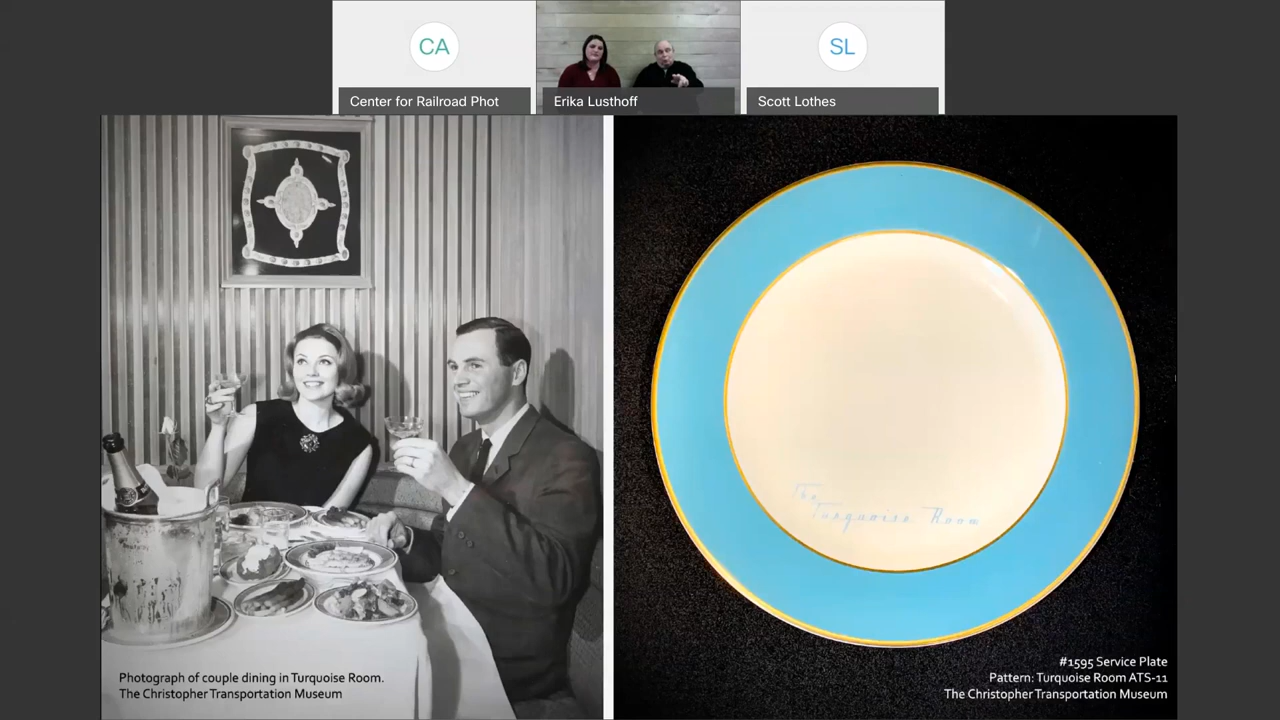 CA
Center for Railroad Phot
Erika Lusthoff
SL
Scott Lothes
The
Turquoise Room
Photograph of couple dining in Turquoise Room.
The Christopher Transportation Museum
#1595 Service Plate
Pattern: Turquoise Room ATS-11
The Christopher Transportation Museum